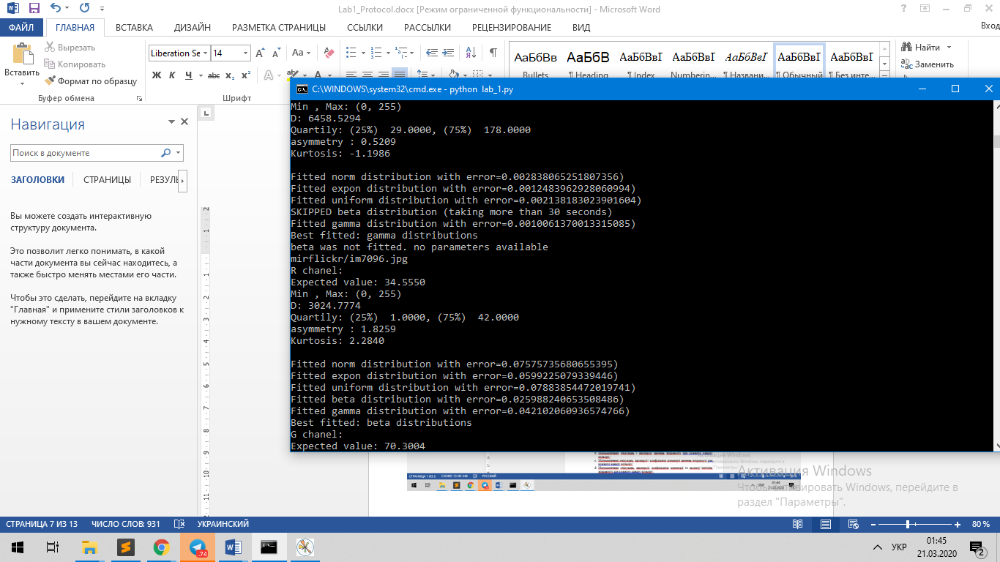 Lab1_Protocol.docx [Режим ограниченной функциональности] - Microsoft Word
ФАЙЛ ГЛАВНАЯ ВСТАВКА ДИЗАЙН РАЗМЕТКА СТРАНИЦЫ ССЫЛКИ РАССЫЛКИ РЕЦЕНЗИРОВАНИЕ ВИД Вход
Вставить
Вырезать
Копировать
Формат по образцу
Буфер обмена
Liberation Se 14
Ж К Ч abc x₂ x²
Шрифт
АаБбВв АаБбВ АаБбВвІ АаБбВвІ АаБбВвІ АаБбВвІ АаБбВвІ
Bullets ¶ Heading ¶ Index Numberin... ¶ Названи... ¶ Обычный ¶ Без инте...
Найти
Заменить
Навигация
Поиск в документе
ЗАГОЛОВКИ СТРАНИЦЫ РЕЗУЛЬ
Вы можете создать интерактивную
структуру документа.
Это позволит легко понимать, в какой
части документа вы сейчас находитесь, а
также быстро менять местами его части.
Чтобы это сделать, перейдите на вкладку
"Главная" и примените стили заголовков к
нужному тексту в вашем документе.
C:\WINDOWS\system32\cmd.exe - python lab_1.py
Min , Max: (0, 255)
D: 6458.5294
Quartily: (25%)  29.0000, (75%)  178.0000
asymmetry : 0.5209
Kurtosis: -1.1986
Fitted norm distribution with error=0.002838065251807356)
Fitted expon distribution with error=0.0012483962928060994)
Fitted uniform distribution with error=0.002138183023901604)
SKIPPED beta distribution (taking more than 30 seconds)
Fitted gamma distribution with error=0.0010061370013315085)
Best fitted: gamma distributions
beta was not fitted. no parameters available
mirflickr/im7096.jpg
R chanel:
Expected value: 34.5550
Min , Max: (0, 255)
D: 3024.7774
Quartily: (25%)  1.0000, (75%)  42.0000
asymmetry : 1.8259
Kurtosis: 2.2840
Fitted norm distribution with error=0.07575735680655395)
Fitted expon distribution with error=0.0599225079339446)
Fitted uniform distribution with error=0.07883854472019741)
Fitted beta distribution with error=0.025988240653508486)
Fitted gamma distribution with error=0.042102060936574766)
Best fitted: beta distributions
G chanel:
Expected value: 70.3004
Активация Windows
Чтобы активировать Windows, перейдите в
раздел "Параметры".
СТРАНИЦА 7 ИЗ 13 ЧИСЛО СЛОВ: 931 УКРАИНСКИЙ 80 %
74
УКР
01:45
21.03.2020
2